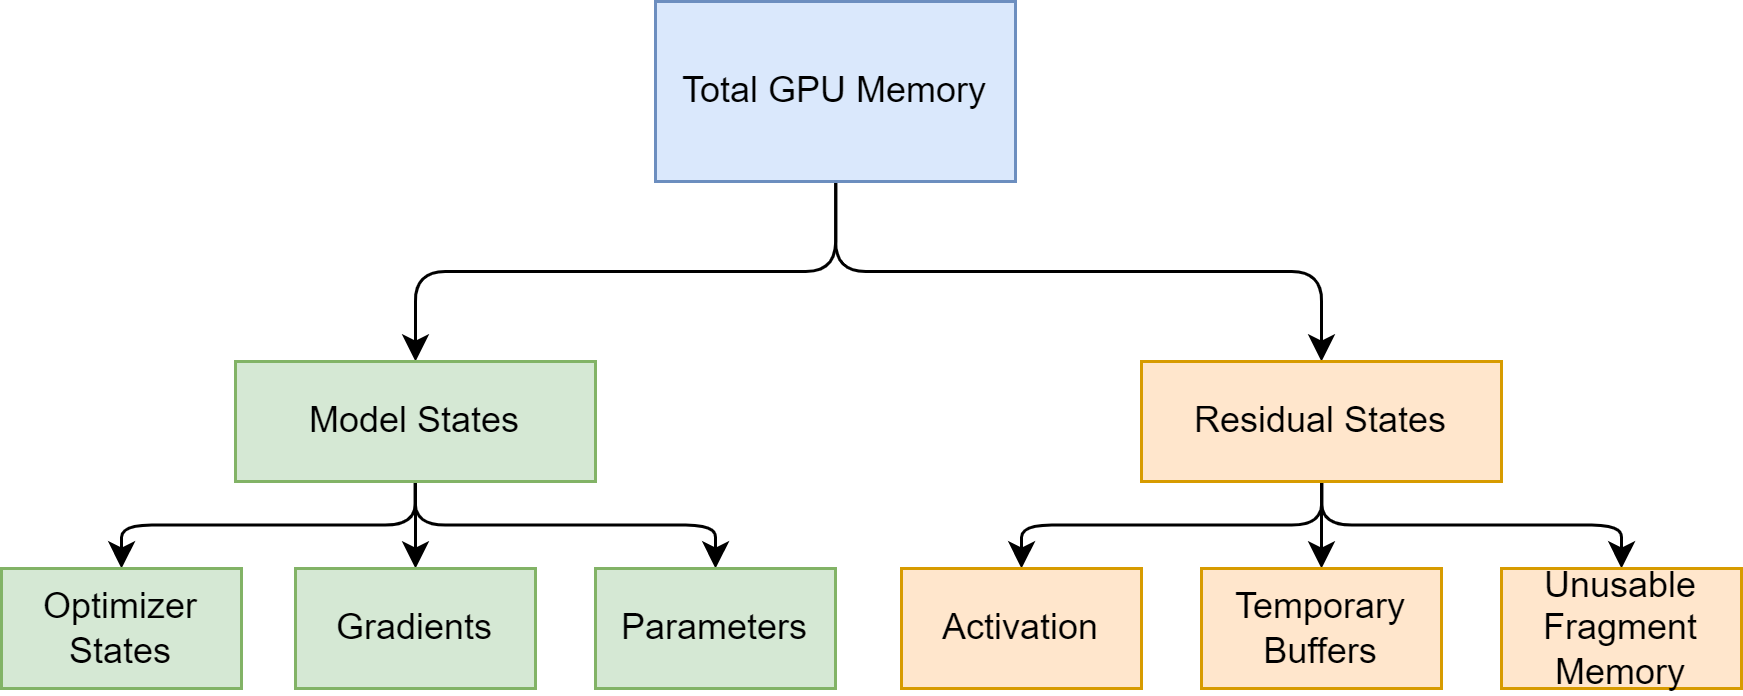 Total GPU Memory
Model States
Residual States
Optimizer
States
Gradients
Parameters
Activation
Temporary
Buffers
Unusable
Fragment
Memory